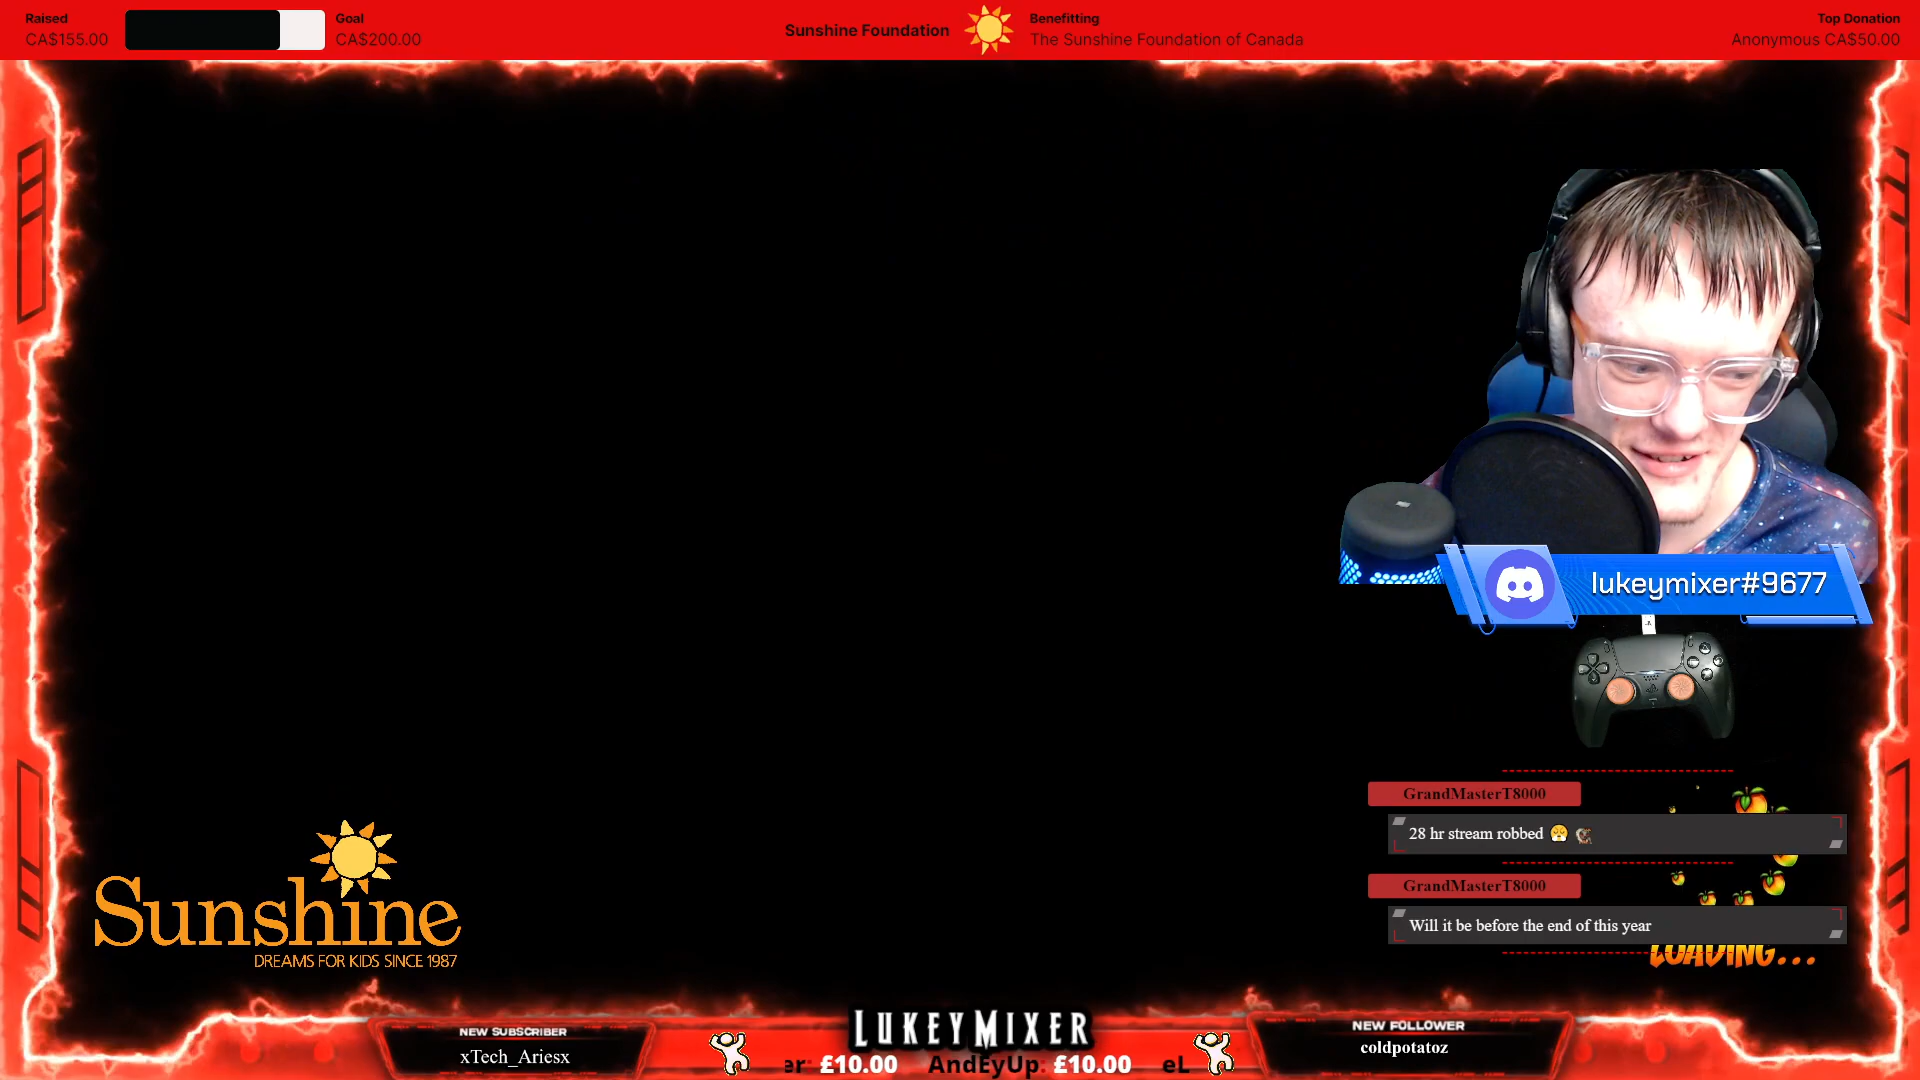 Raised
CA$155.00
Goal
CA$200.00
Sunshine Foundation
Benefitting
The Sunshine Foundation of Canada
Top Donation
Anonymous CA$50.00
lukeymixer#9677
GrandMasterT8000
28 hr stream robbed
GrandMasterT8000
Will it be before the end of this year
LOADING...
Sunshine
DREAMS FOR KIDS SINCE 1987
NEW SUBSCRIBER
xTech_Ariesx
LUKEYMIXER
er: £10.00 AndEyUp: £10.00 eL
NEW FOLLOWER
coldpotatoz